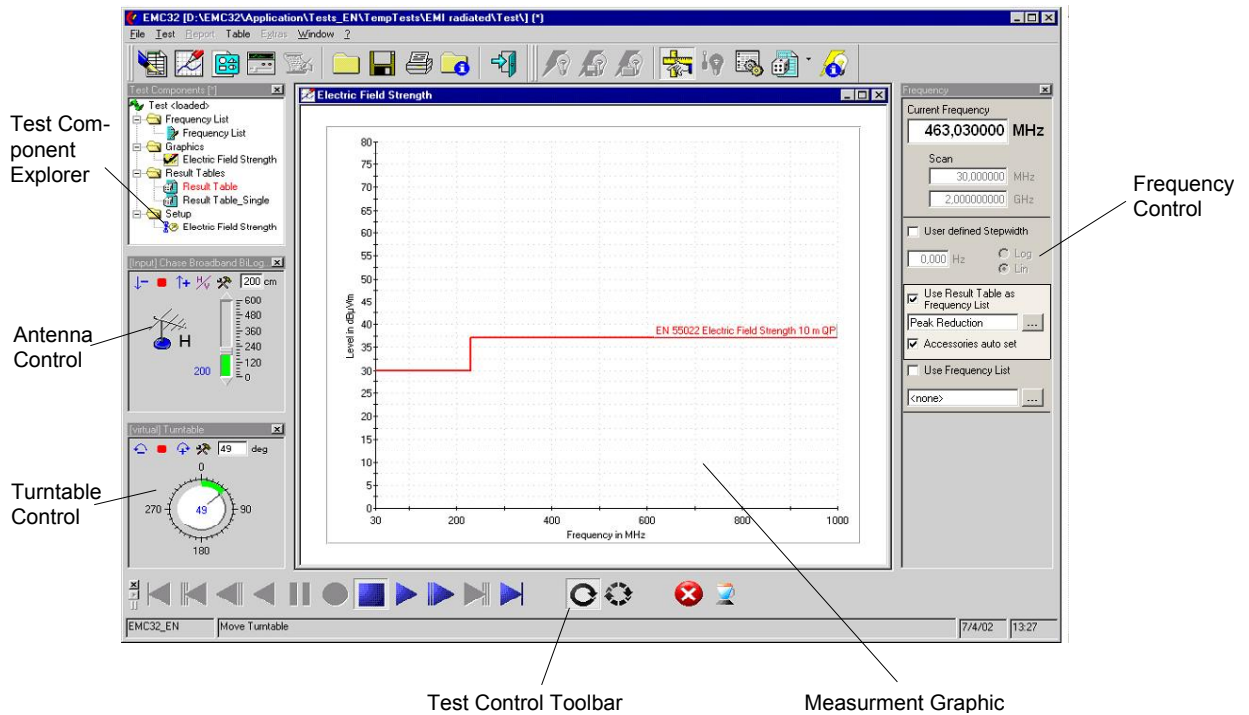 EMC32 [D:\EMC32\Application\Tests_EN\TempTests\EMI radiated\Test\] (*)
File Test Report Table Extras Window ?
Test Components [*]
Test <loaded>
Frequency List
Frequency List
Graphics
Electric Field Strength
Result Tables
Result Table
Result Table_Single
Setup
Electric Field Strength
Test Com-
ponent
Explorer
[Input] Chase Broadband BiLog
H/V
200 cm
600
480
360
240
120
0
H
200
Antenna
Control
[virtual] Turntable
49 deg
0
270
49
90
180
Turntable
Control
Electric Field Strength
Level in dBµV/m
80
75
70
65
60
55
50
45
40
35
30
25
20
15
10
5
0
EN 55022 Electric Field Strength 10 m QP
30 200 400 600 800 1000
Frequency in MHz
Frequency
Current Frequency
463,030000 MHz
Scan
30,000000 MHz
2,000000000 GHz
User defined Stepwidth
0,000 Hz
Log
Lin
Use Result Table as
Frequency List
Peak Reduction ...
Accessories auto set
Use Frequency List
<none> ...
Frequency
Control
EMC32_EN Move Turntable 7/4/02 13:27
Test Control Toolbar
Measurment Graphic